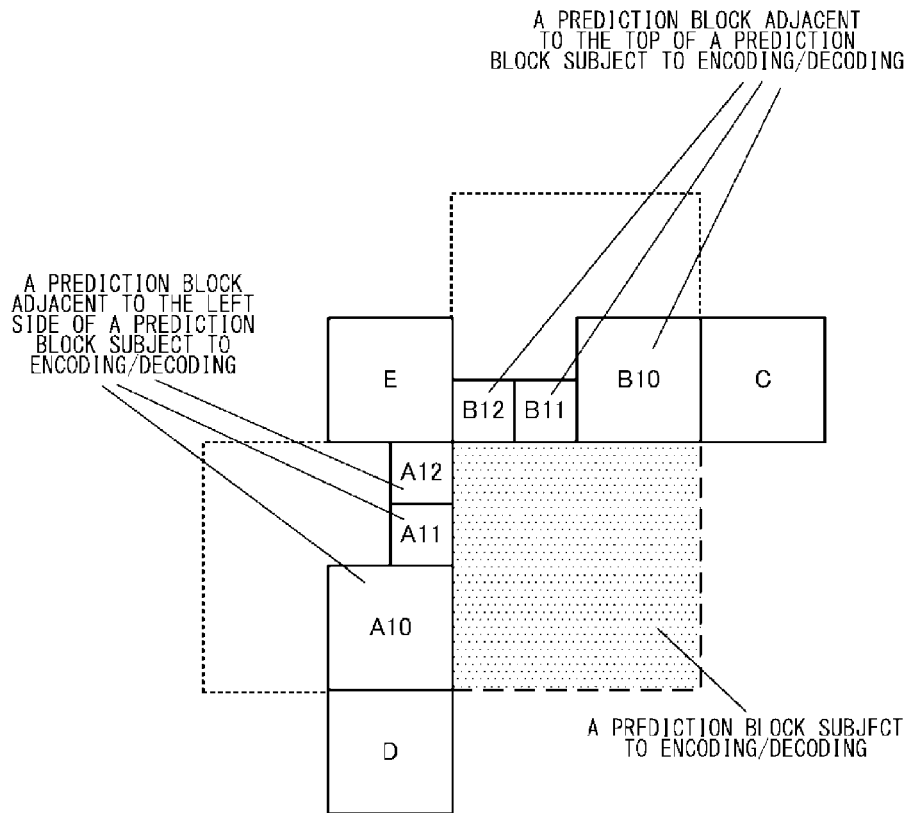 A PREDICTION BLOCK ADJACENT
TO THE TOP OF A PREDICTION
BLOCK SUBJECT TO ENCODING/DECODING
A PREDICTION BLOCK
ADJACENT TO THE LEFT
SIDE OF A PREDICTION
BLOCK SUBJECT TO
ENCODING/DECODING
E
B12
B11
B10
C
A12
A11
A10
D
A PREDICTION BLOCK SUBJECT
TO ENCODING/DECODING